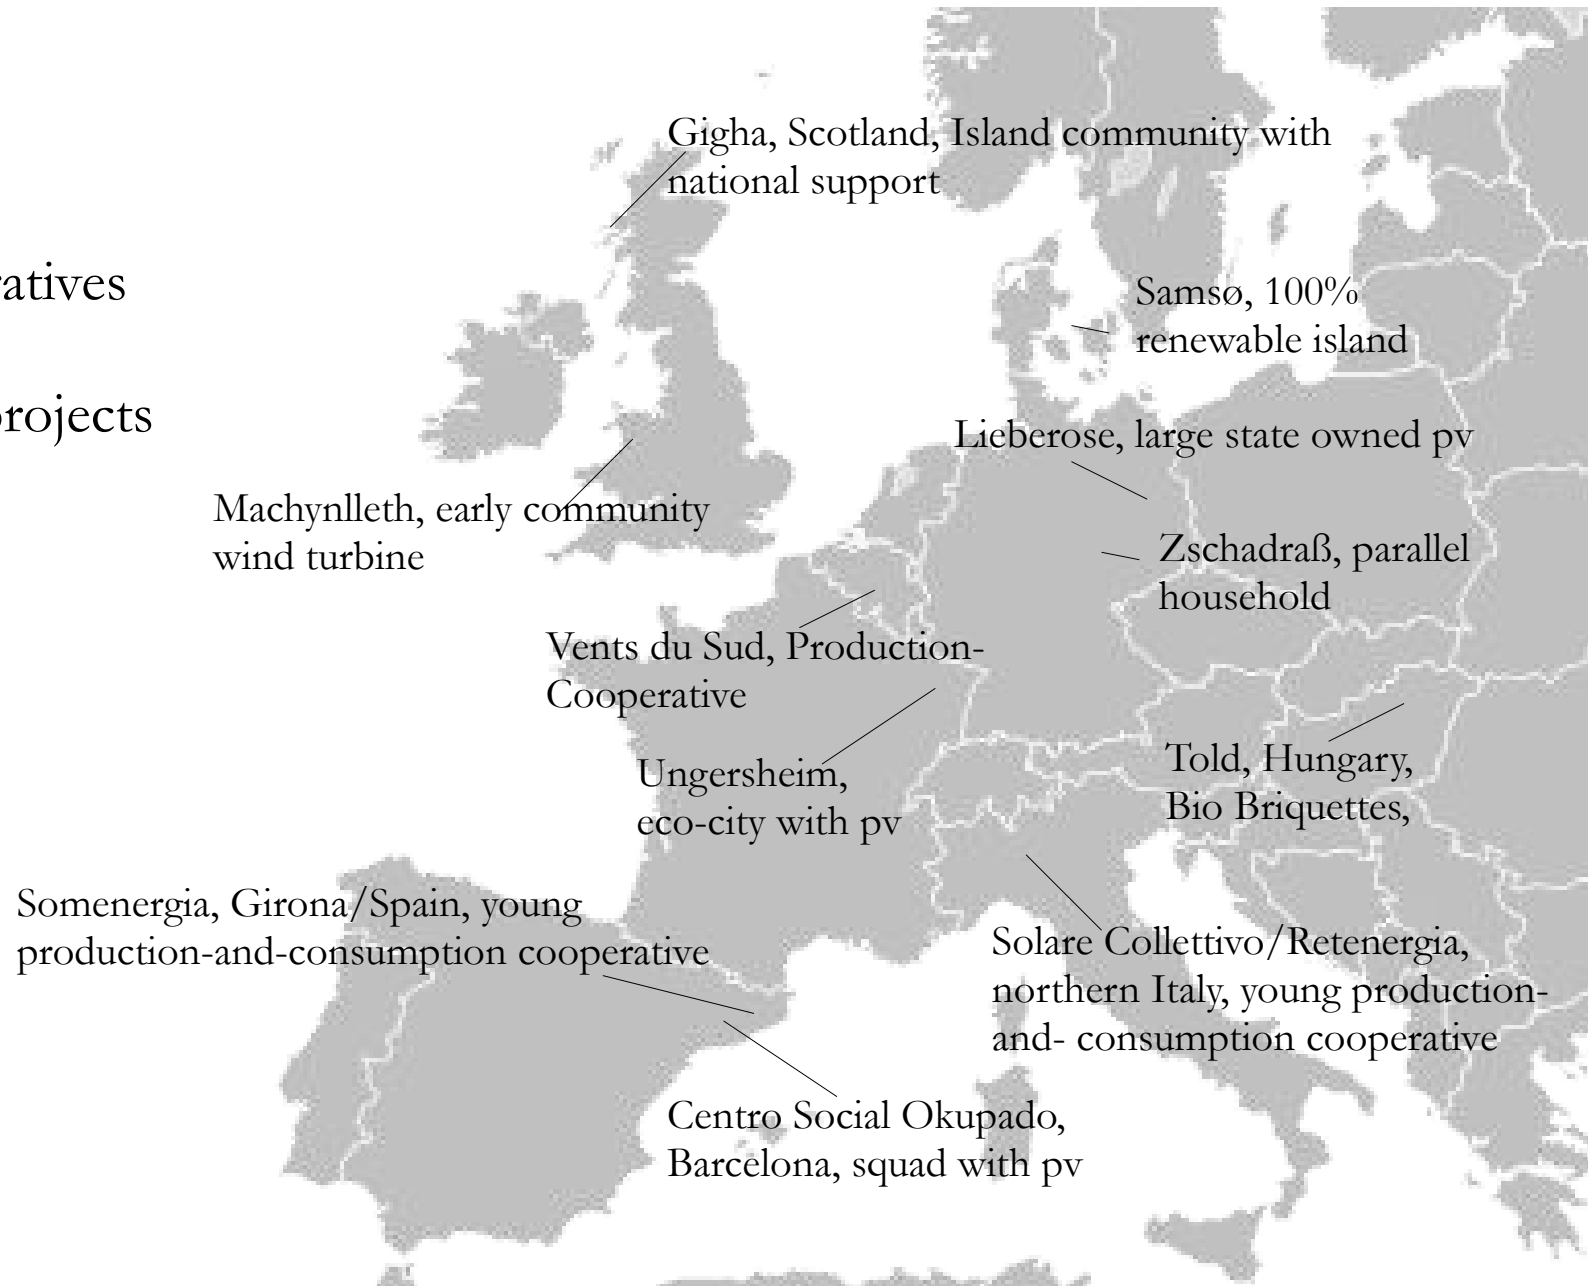 Gigha, Scotland, Island community with
national support
atives
Samsø, 100%
renewable island
projects
Lieberose, large state owned pv
Machynlleth, early community
wind turbine
Zschadraß, parallel
household
Vents du Sud, Production-
Cooperative
Ungersheim,
eco-city with pv
Told, Hungary,
Bio Briquettes,
Somenergia, Girona/Spain, young
production-and-consumption cooperative
Solare Collettivo/Retenergia,
northern Italy, young production-
and- consumption cooperative
Centro Social Okupado,
Barcelona, squad with pv